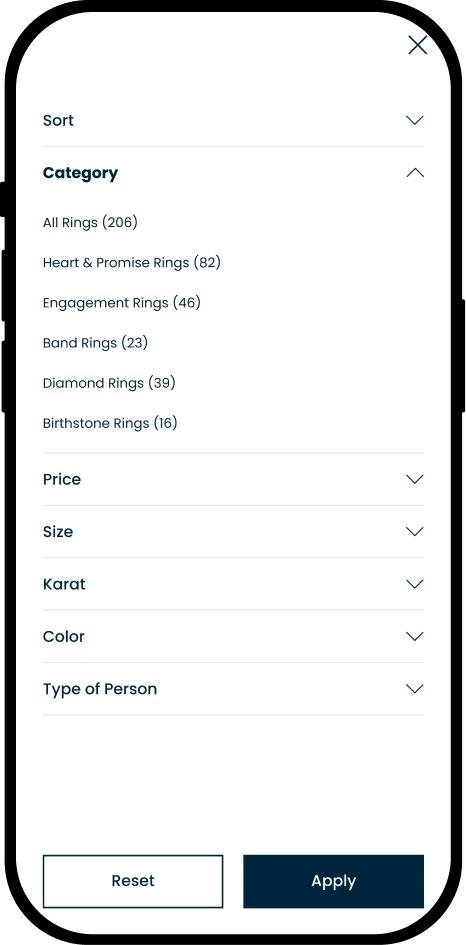 Sort
Category
All Rings (206)
Heart & Promise Rings (82)
Engagement Rings (46)
Band Rings (23)
Diamond Rings (39)
Birthstone Rings (16)
Price
Size
Karat
Color
Type of Person
Reset
Apply